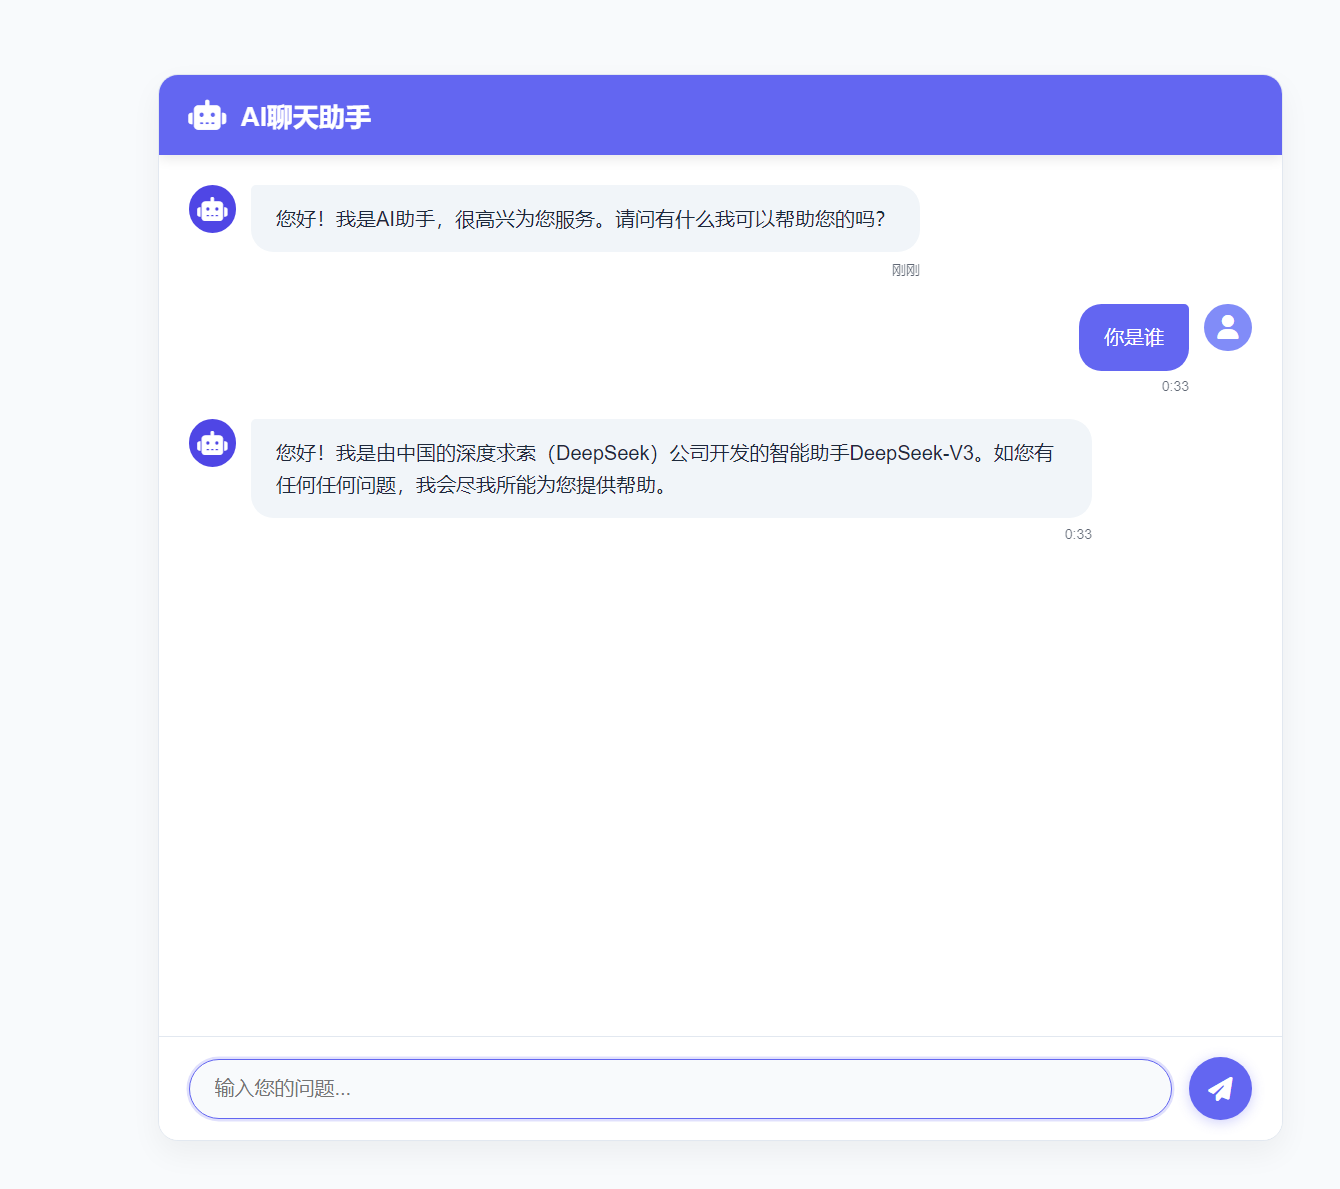 AI聊天助手
您好！我是AI助手，很高兴为您服务。请问有什么我可以帮助您的吗？
刚刚
你是谁
0:33
您好！我是由中国的深度求索（DeepSeek）公司开发的智能助手DeepSeek-V3。如您有
任何任何问题，我会尽我所能为您提供帮助。
0:33
输入您的问题...